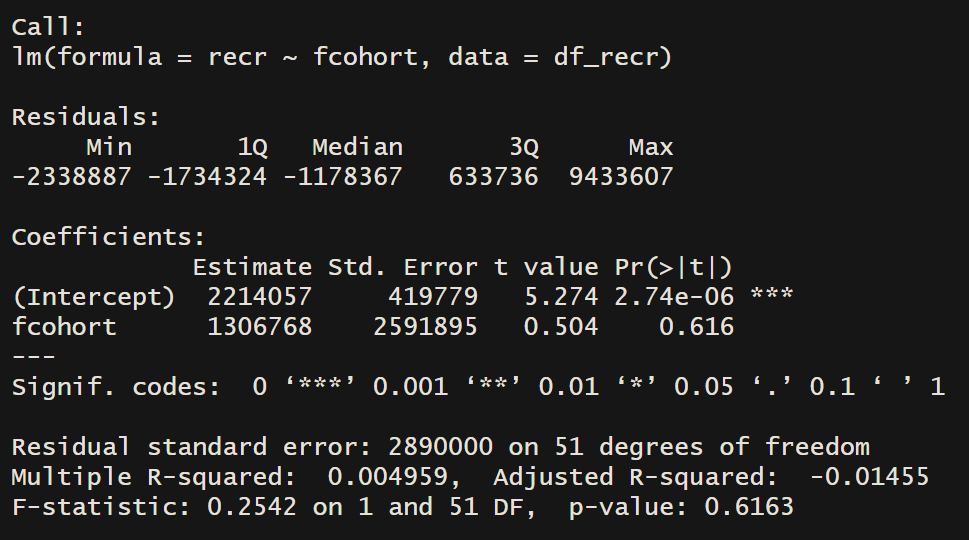 Call:
lm(formula = recr ~ fcohort, data = df_recr)
Residuals:
     Min       1Q   Median       3Q      Max
-2338887 -1734324 -1178367   633736  9433607
Coefficients:
            Estimate Std. Error t value Pr(>|t|)
(Intercept)  2214057     419779   5.274 2.74e-06 ***
fcohort      1306768    2591895   0.504    0.616
---
Signif. codes:  0 ‘***’ 0.001 ‘**’ 0.01 ‘*’ 0.05 ‘.’ 0.1 ‘ ’ 1
Residual standard error: 2890000 on 51 degrees of freedom
Multiple R-squared:  0.004959,	Adjusted R-squared:  -0.01455
F-statistic: 0.2542 on 1 and 51 DF,  p-value: 0.6163